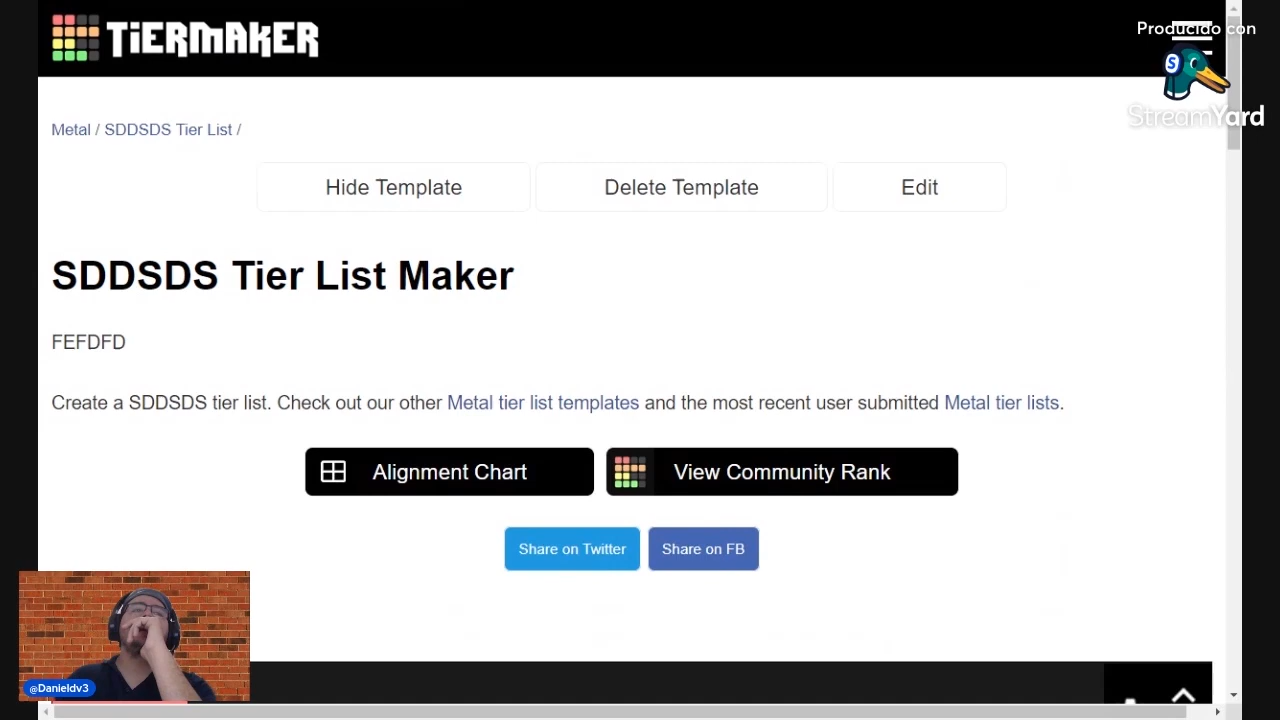 TiERMAKER
Producido con
StreamYard
Metal / SDDSDS Tier List /
Hide Template
Delete Template
Edit
SDDSDS Tier List Maker
FEFDFD
Create a SDDSDS tier list. Check out our other Metal tier list templates and the most recent user submitted Metal tier lists.
Alignment Chart
View Community Rank
Share on Twitter
Share on FB
@Danieldv3